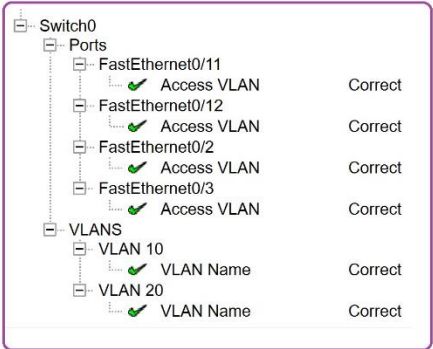 Switch0
Ports
FastEthernet0/11
Access VLAN Correct
FastEthernet0/12
Access VLAN Correct
FastEthernet0/2
Access VLAN Correct
FastEthernet0/3
Access VLAN Correct
VLANS
VLAN 10
VLAN Name Correct
VLAN 20
VLAN Name Correct